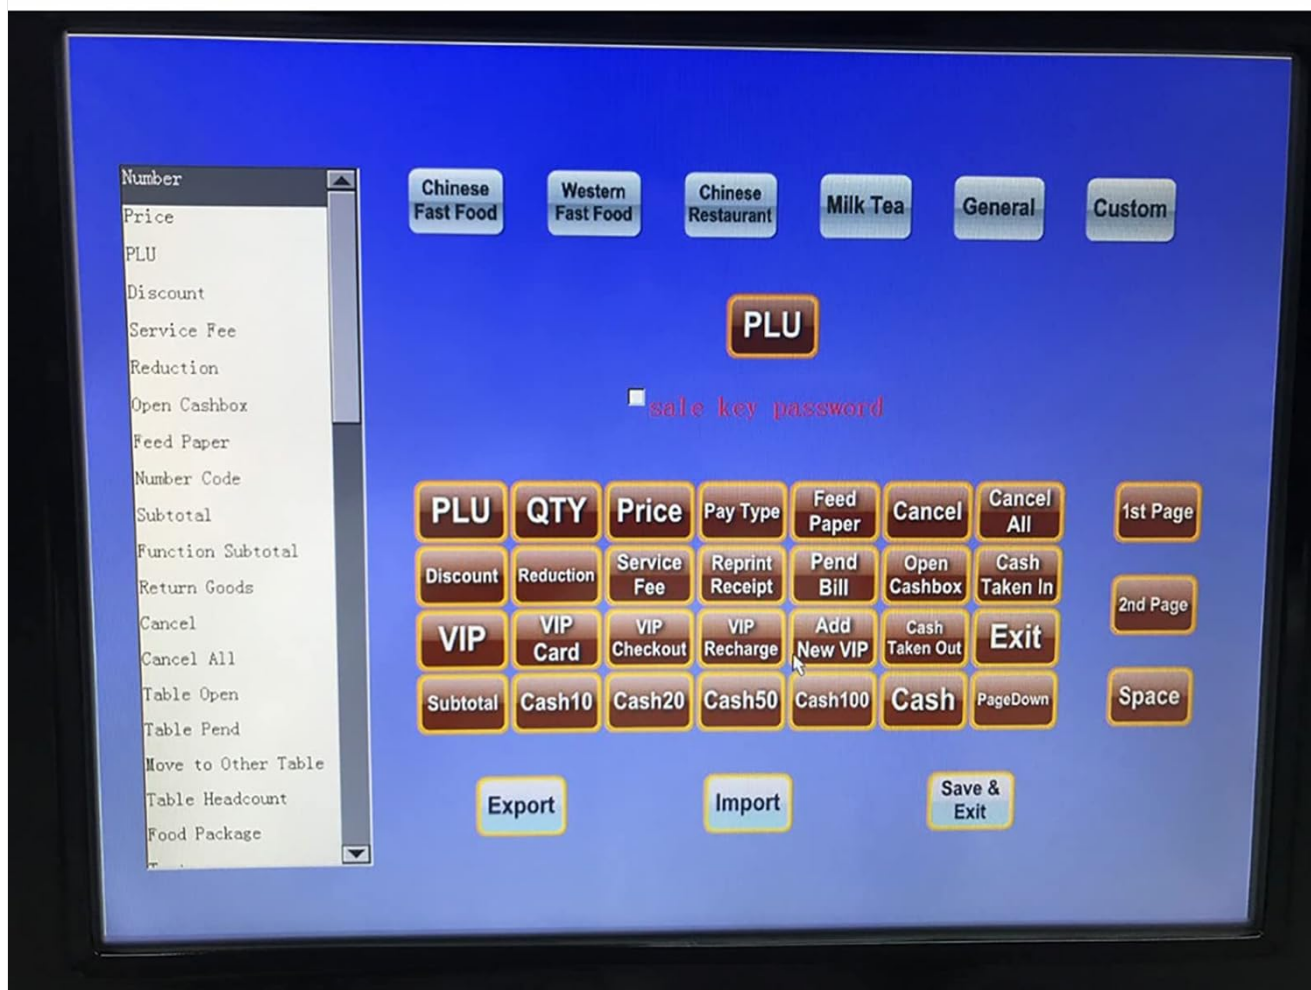 Number
Price
PLU
Discount
Service Fee
Reduction
Open Cashbox
Feed Paper
Number Code
Subtotal
Function Subtotal
Return Goods
Cancel
Cancel All
Table Open
Table Pend
Move to Other Table
Table Headcount
Food Package
Chinese
Fast Food
Western
Fast Food
Chinese
Restaurant
Milk Tea
General
Custom
PLU
sale key password
PLU
QTY
Price
Pay Type
Feed
Paper
Cancel
Cancel
All
1st Page
Discount
Reduction
Service
Fee
Reprint
Receipt
Pend
Bill
Open
Cashbox
Cash
Taken In
2nd Page
VIP
VIP
Card
VIP
Checkout
VIP
Recharge
Add
New VIP
Cash
Taken Out
Exit
Subtotal
Cash10
Cash20
Cash50
Cash100
Cash
PageDown
Space
Export
Import
Save &
Exit